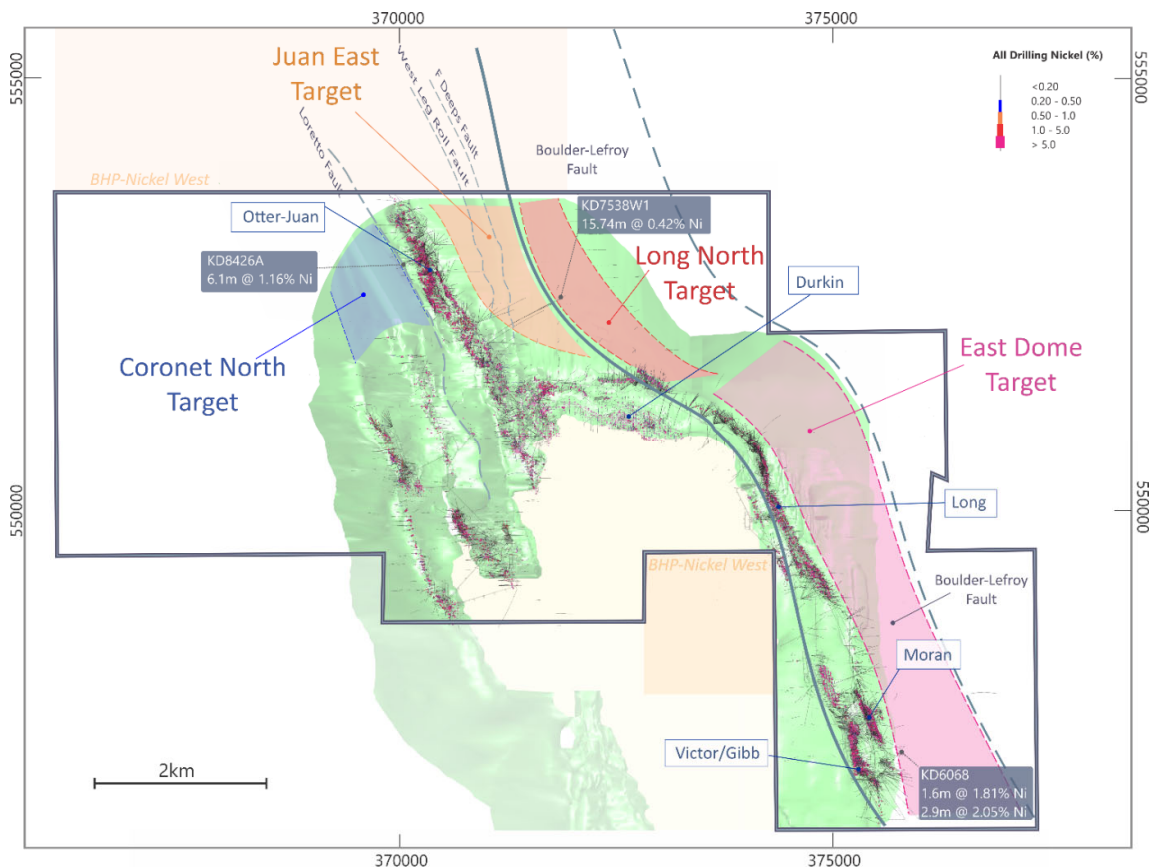 370000
375000
555000
555000
550000
550000
370000
375000
All Drilling Nickel (%)
<0.20
0.20 - 0.50
0.50 - 1.0
1.0 - 5.0
> 5.0
Juan East
Target
F Deeps Fault
West Leg Roll Fault
Loretto Fault
Boulder-Lefroy
Fault
BHP-Nickel West
Otter-Juan
KD7538W1
15.74m @ 0.42% Ni
KD8426A
6.1m @ 1.16% Ni
Long North
Target
Durkin
Coronet North
Target
East Dome
Target
Long
BHP-Nickel West
Boulder-Lefroy
Fault
Moran
Victor/Gibb
KD6068
1.6m @ 1.81% Ni
2.9m @ 2.05% Ni
2km